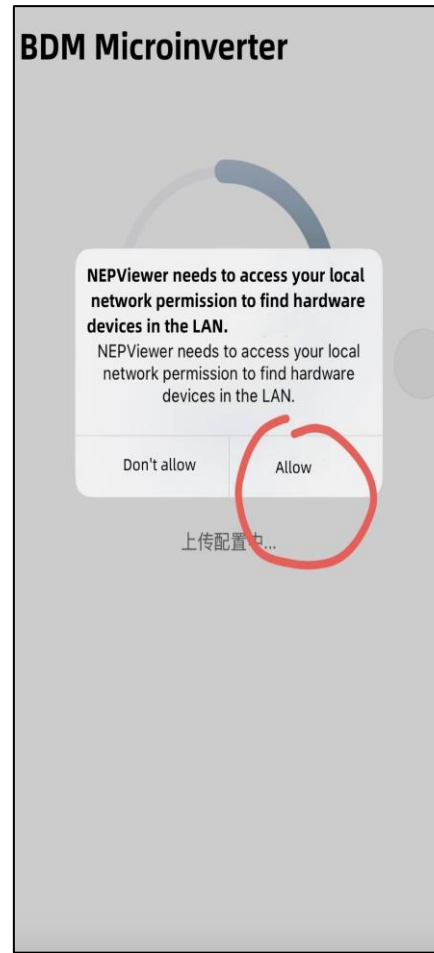 BDM Microinverter
NEPViewer needs to access your local
network permission to find hardware
devices in the LAN.
NEPViewer needs to access your local
network permission to find hardware
devices in the LAN.
Don't allow
Allow
上传配置中...